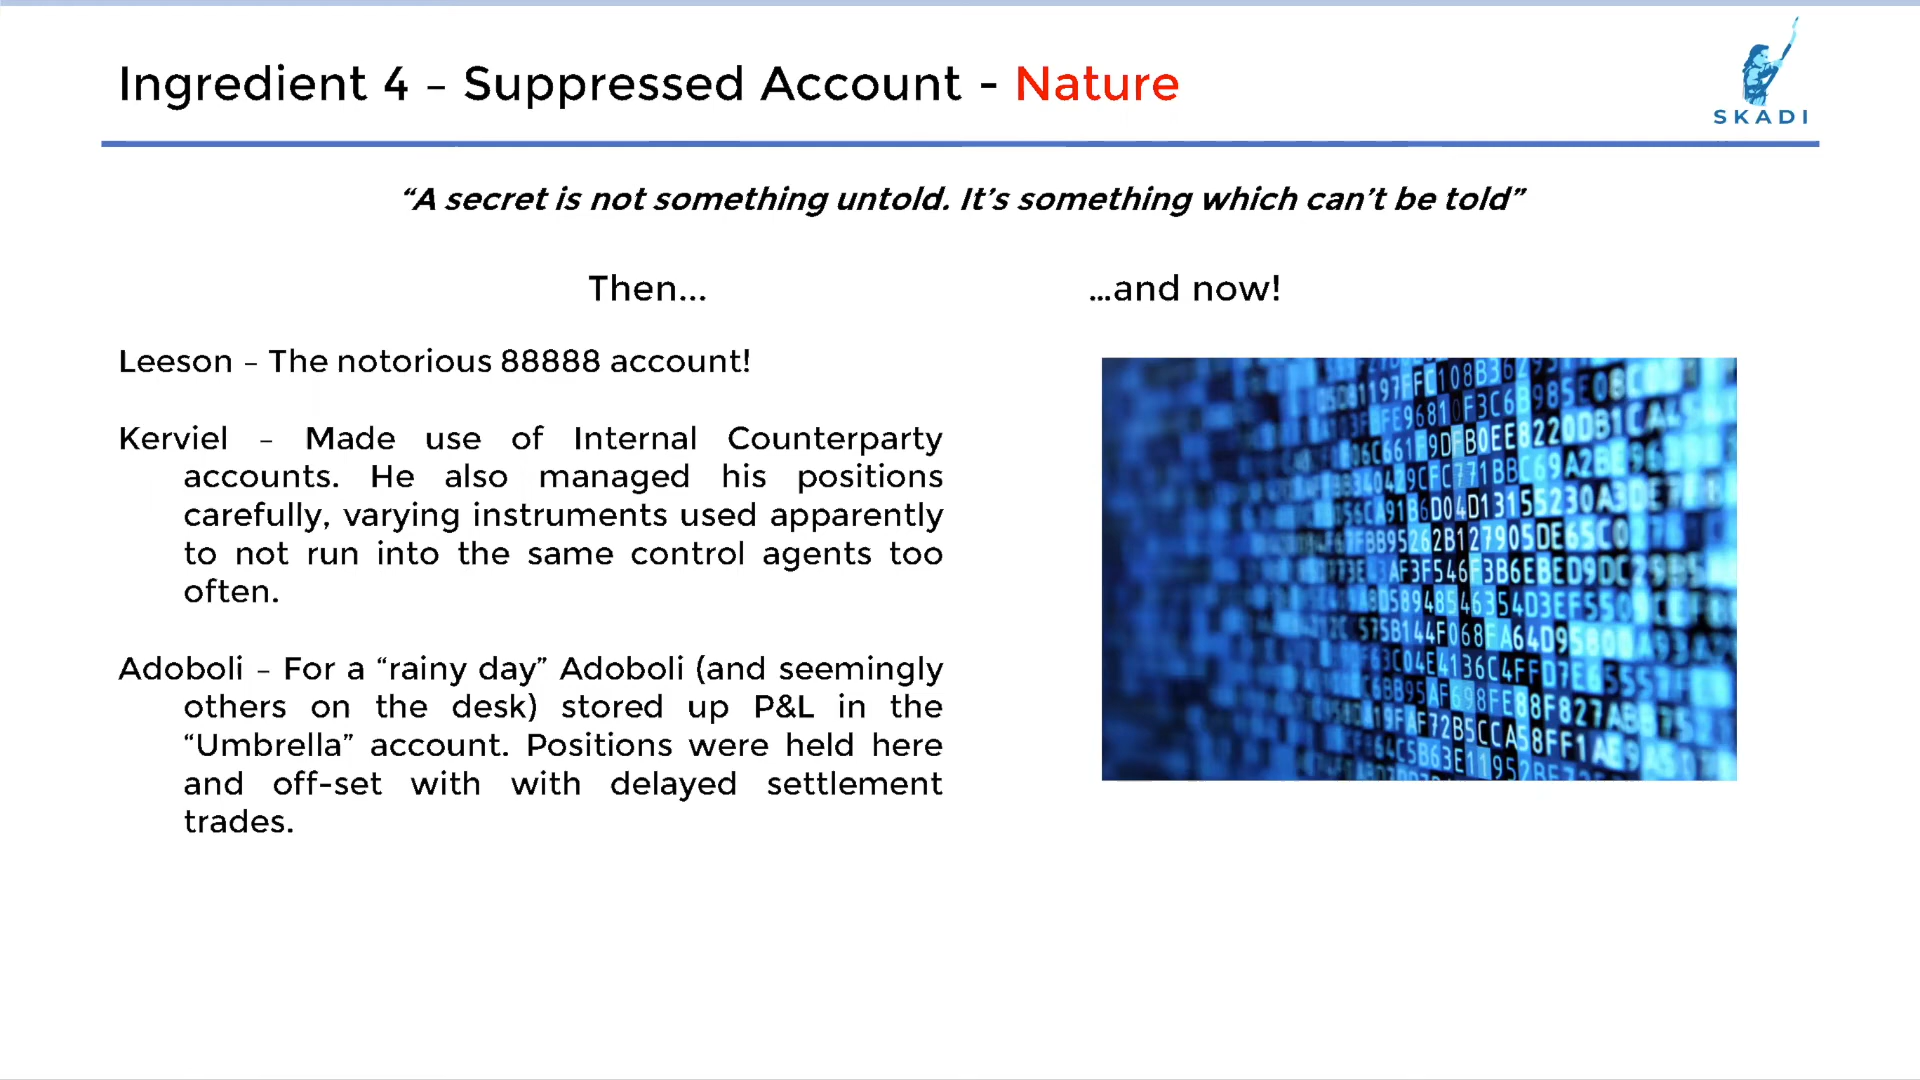 Ingredient 4 – Suppressed Account - Nature
SKADI
“A secret is not something untold. It’s something which can’t be told”
Then...
...and now!
Leeson – The notorious 88888 account!
Kerviel – Made use of Internal Counterparty
accounts. He also managed his positions
carefully, varying instruments used apparently
to not run into the same control agents too
often.
Adoboli – For a “rainy day” Adoboli (and seemingly
others on the desk) stored up P&L in the
“Umbrella” account. Positions were held here
and off-set with with delayed settlement
trades.